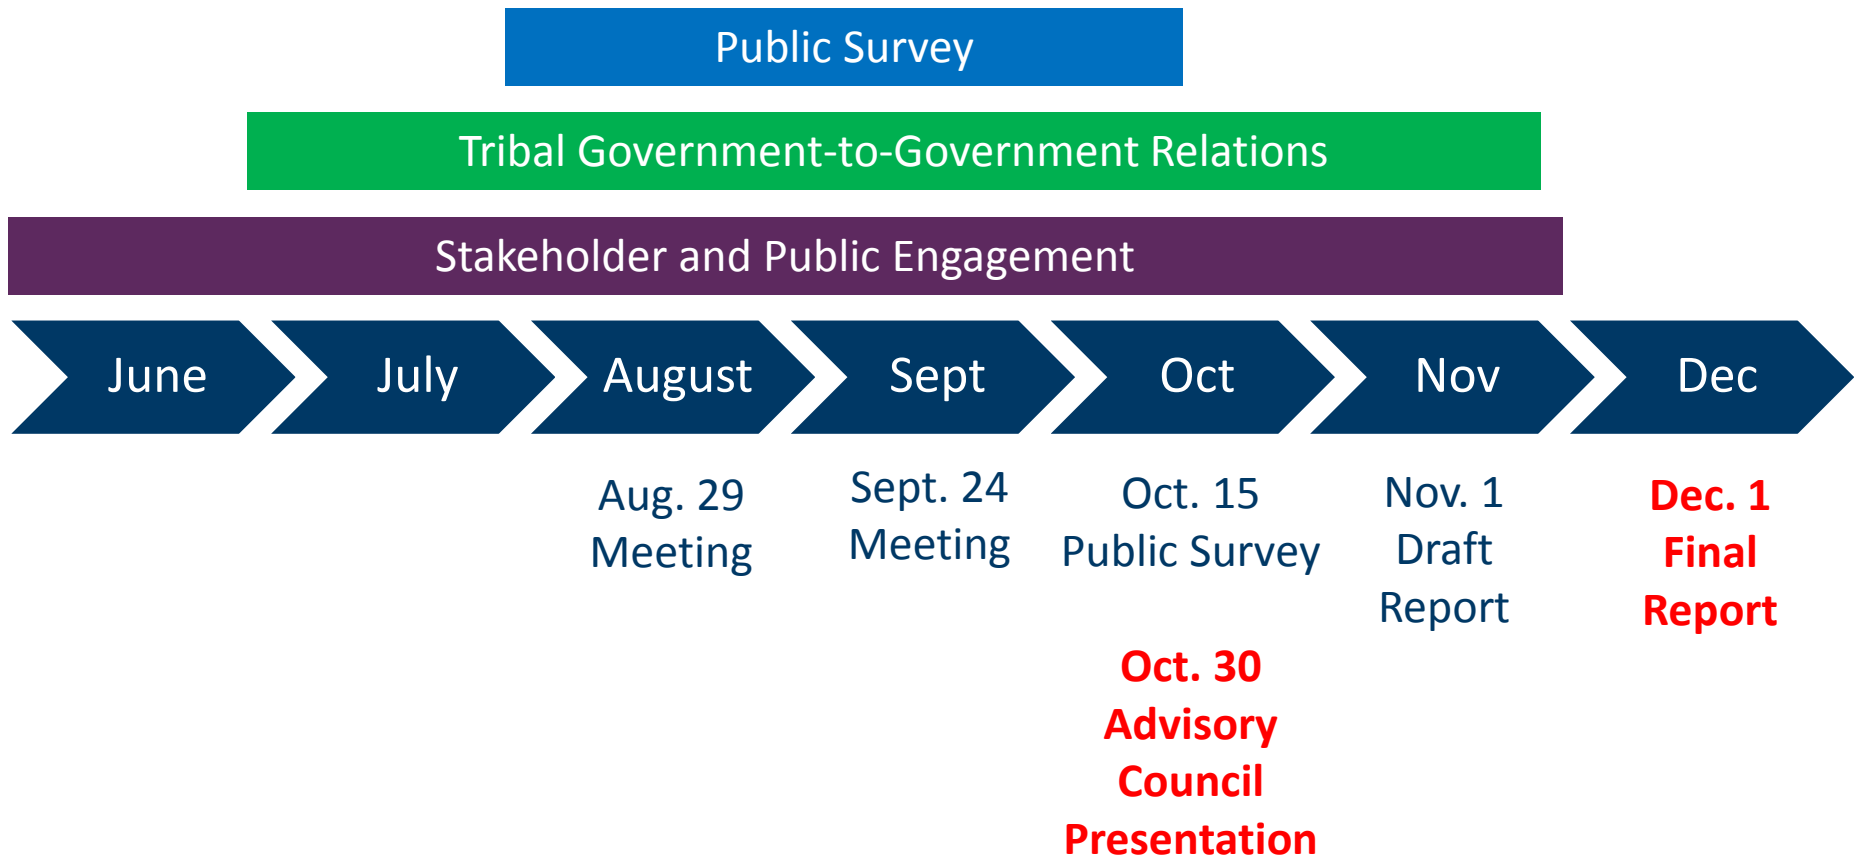 Public Survey
Tribal Government-to-Government Relations
Stakeholder and Public Engagement
June
July
August
Sept
Oct
Nov
Dec
Aug. 29
Meeting
Sept. 24
Meeting
Oct. 15
Public Survey
Oct. 30
Advisory
Council
Presentation
Nov. 1
Draft
Report
Dec. 1
Final
Report